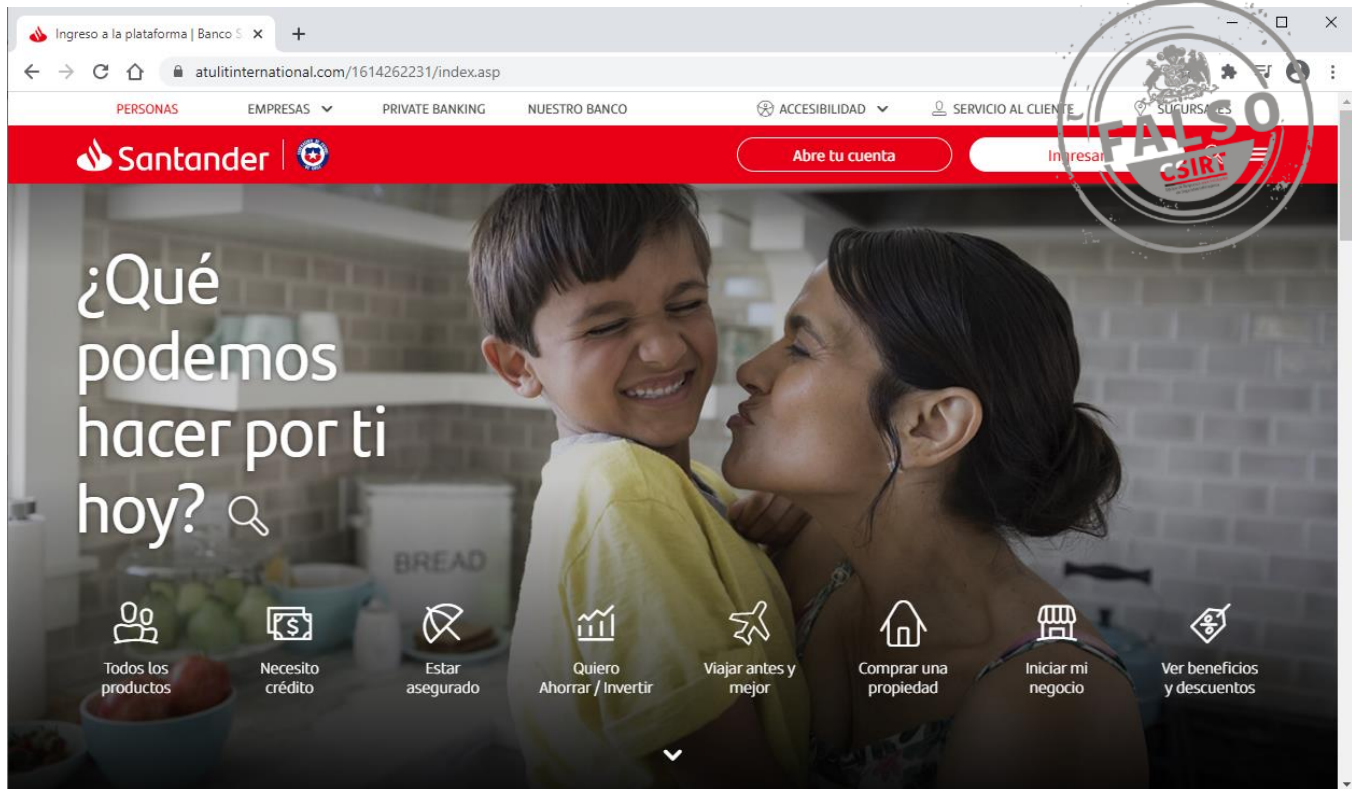 Ingreso a la plataforma | Banco S
atulitinternational.com/1614262231/index.asp
PERSONAS EMPRESAS PRIVATE BANKING NUESTRO BANCO ACCESIBILIDAD SERVICIO AL CLIENTE SUCURSALES
Santander Abre tu cuenta Ingresar
FALSO
CSIRT
¿Qué
podemos
hacer por ti
hoy?
BREAD
Todos los
productos
Necesito
crédito
Estar
asegurado
Quiero
Ahorrar / Invertir
Viajar antes y
mejor
Comprar una
propiedad
Iniciar mi
negocio
Ver beneficios
y descuentos